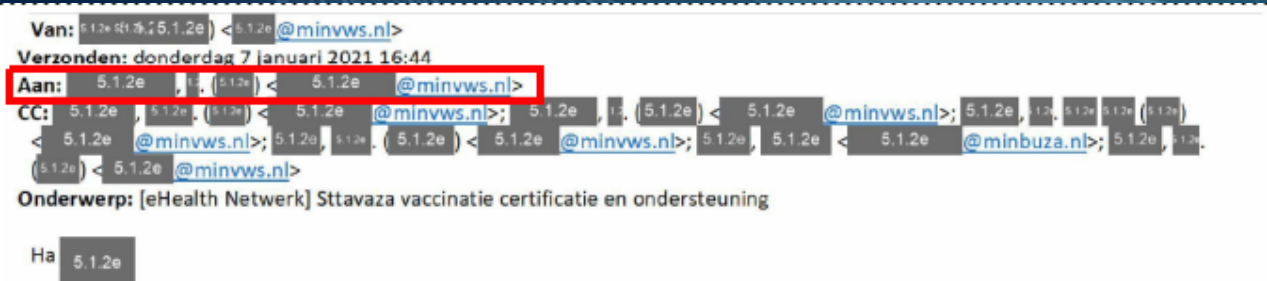 Van: 5.1.2e 5.1.2e) <5.1.2e @minvws.nl>
Verzonden: donderdag 7 januari 2021 16:44
Aan: 5.1.2e , . (5.1.2e) < 5.1.2e @minvws.nl>
CC: 5.1.2e , 5.1.2e. (5.1.2e) < 5.1.2e @minvws.nl>; 5.1.2e , . (5.1.2e) < 5.1.2e @minvws.nl>; 5.1.2e, 5.1.2e 5.1.2e (5.1.2e)
< 5.1.2e @minvws.nl>; 5.1.2e, 5.1.2e . ( 5.1.2e ) < 5.1.2e @minvws.nl>; 5.1.2e, 5.1.2e < 5.1.2e @minbuza.nl>; 5.1.2e, 5.1.2e.
(5.1.2e) < 5.1.2e @minvws.nl>
Onderwerp: [eHealth Netwerk] Sttavaza vaccinatie certificatie en ondersteuning
Ha 5.1.2e